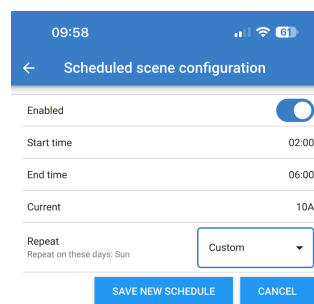 09:58
61
Scheduled scene configuration
Enabled
Start time 02:00
End time 06:00
Current 10A
Repeat
Repeat on these days: Sun
Custom
SAVE NEW SCHEDULE CANCEL